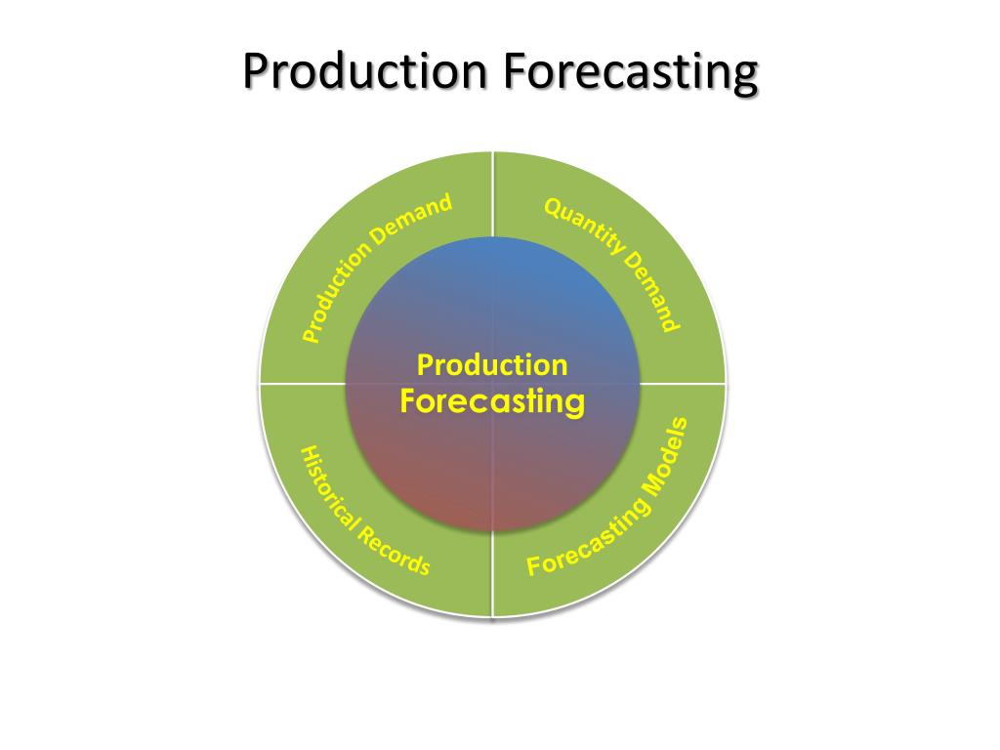 Production Forecasting
Production Demand
Quantity Demand
Production
Forecasting
Historical Records
Forecasting Models